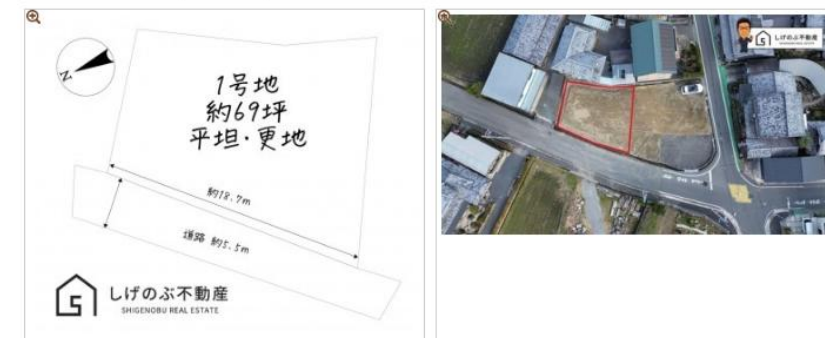 N
1号地
約69坪
平坦・更地
約18.7m
道路 約5.5m
しげのぶ不動産
SHIGENOBU REAL ESTATE
しげのぶ不動産